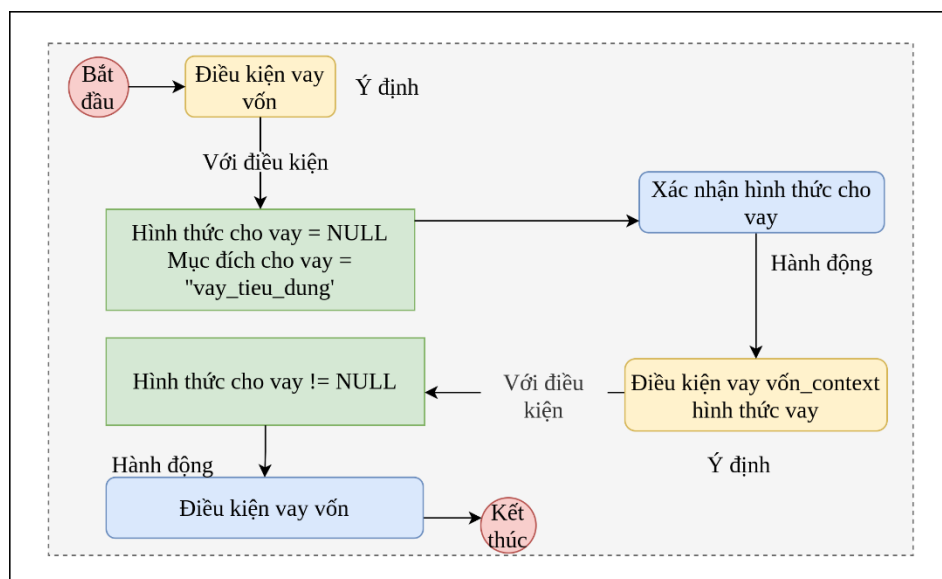 Bắt
đầu
Điều kiện vay
vốn
Ý định
Với điều kiện
Hình thức cho vay = NULL
Mục đích cho vay =
"vay_tieu_dung'
Xác nhận hình thức cho
vay
Hành động
Điều kiện vay vốn_context
hình thức vay
Ý định
Với điều
kiện
Hình thức cho vay != NULL
Hành động
Điều kiện vay vốn
Kết
thúc